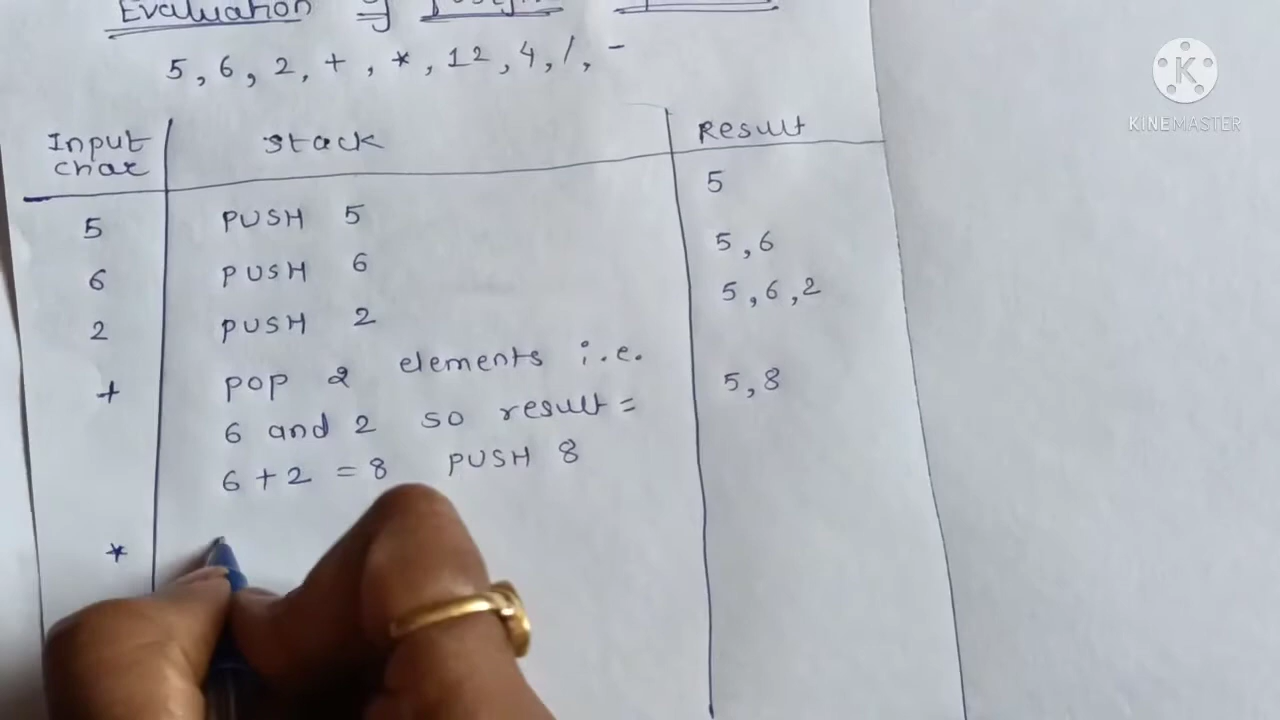 Evaluation of
5, 6, 2, +, *, 12, 4, /, -
Input char Stack Result
5 PUSH 5 5
6 PUSH 6 5, 6
2 PUSH 2 5, 6, 2
+ POP 2 elements i.e. 5, 8
6 and 2 so result =
6 + 2 = 8 PUSH 8
*
KINEMASTER